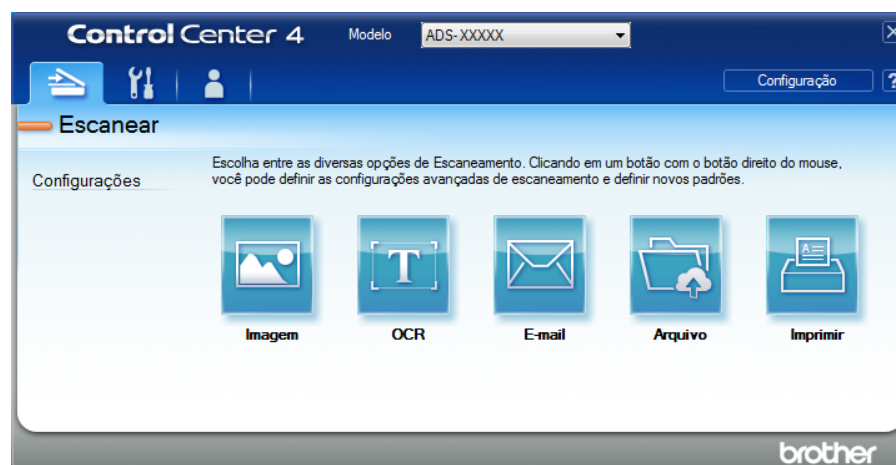 Control Center 4
Modelo
ADS-XXXXX
Configuração
?
Escanear
Configurações
Escolha entre as diversas opções de Escaneamento. Clicando em um botão com o botão direito do mouse,
você pode definir as configurações avançadas de escaneamento e definir novos padrões.
T
A
Imagem
OCR
E-mail
Arquivo
Imprimir
brother